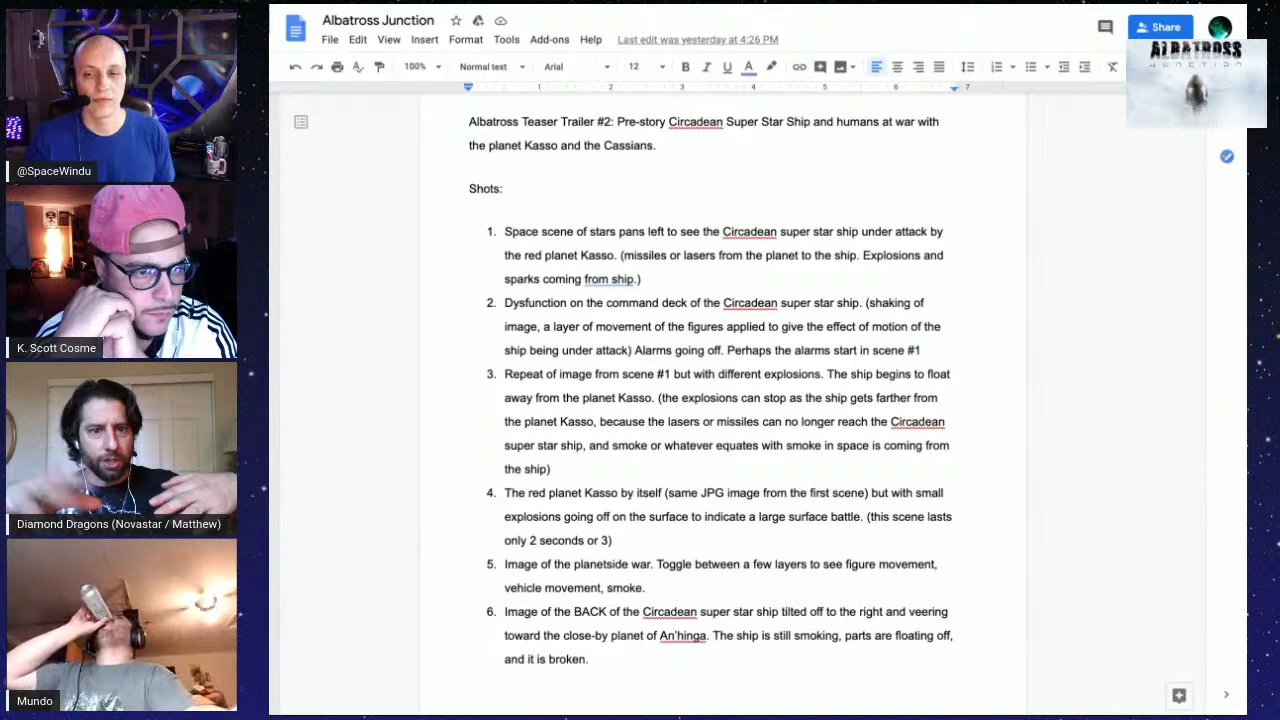 @SpaceWindu
K. Scott Cosme
Diamond Dragons (Novastar / Matthew)
Mundo
Albatross Junction
File Edit View Insert Format Tools Add-ons Help Last edit was yesterday at 4:26 PM
Share
100% Normal text Arial 12 B I U A
1 2 3 4 5 6 7
ALBATROSS
JUNCTION
Albatross Teaser Trailer #2: Pre-story Circadean Super Star Ship and humans at war with
the planet Kasso and the Cassians.
Shots:
1. Space scene of stars pans left to see the Circadean super star ship under attack by
the red planet Kasso. (missiles or lasers from the planet to the ship. Explosions and
sparks coming from ship.)
2. Dysfunction on the command deck of the Circadean super star ship. (shaking of
image, a layer of movement of the figures applied to give the effect of motion of the
ship being under attack) Alarms going off. Perhaps the alarms start in scene #1
3. Repeat of image from scene #1 but with different explosions. The ship begins to float
away from the planet Kasso. (the explosions can stop as the ship gets farther from
the planet Kasso, because the lasers or missiles can no longer reach the Circadean
super star ship, and smoke or whatever equates with smoke in space is coming from
the ship)
4. The red planet Kasso by itself (same JPG image from the first scene) but with small
explosions going off on the surface to indicate a large surface battle. (this scene lasts
only 2 seconds or 3)
5. Image of the planetside war. Toggle between a few layers to see figure movement,
vehicle movement, smoke.
6. Image of the BACK of the Circadean super star ship tilted off to the right and veering
toward the close-by planet of An'hinga. The ship is still smoking, parts are floating off,
and it is broken.